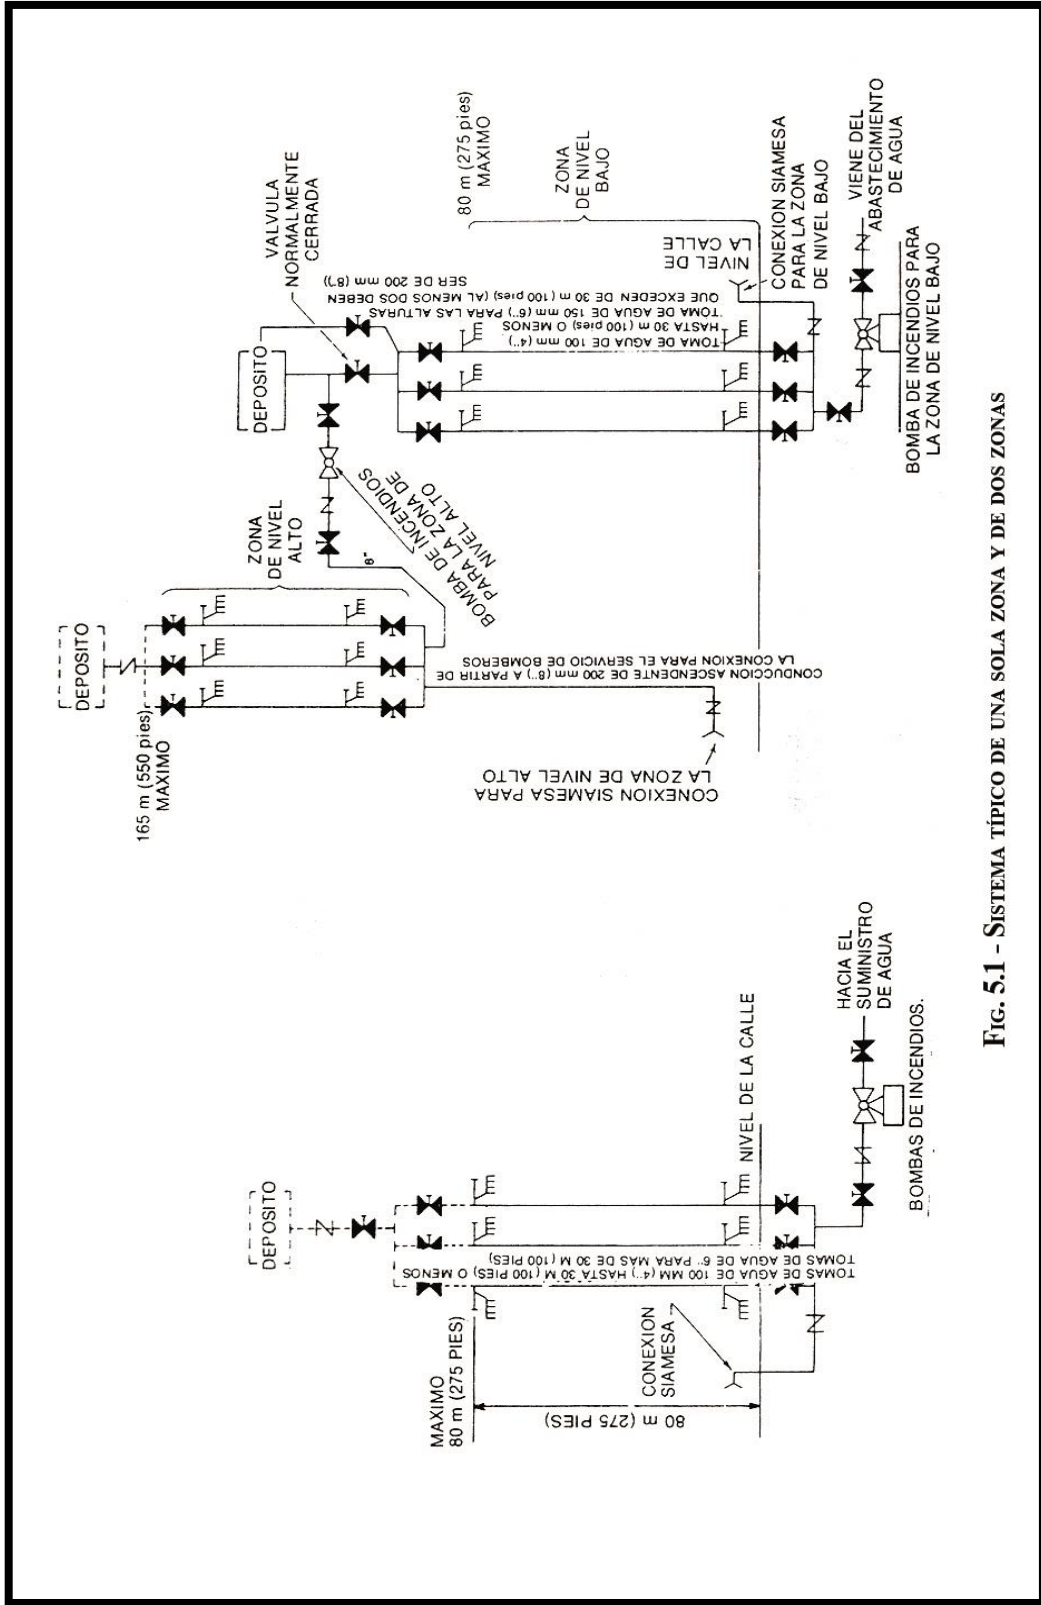 DEPOSITO
MAXIMO
80 m (275 PIES)
80 m (275 PIES)
CONEXION
SIAMESA
TOMAS DE AGUA DE 100 MM (4") HASTA 30 M (100 PIES) O MENOS
TOMAS DE AGUA DE 6" PARA MAS DE 30 M (100 PIES)
NIVEL DE LA CALLE
HACIA EL
SUMINISTRO
DE AGUA
BOMBAS DE INCENDIOS.
DEPOSITO
165 m (550 pies)
MAXIMO
ZONA
DE NIVEL
ALTO
CONEXION SIAMESA PARA
LA ZONA DE NIVEL ALTO
CONDUCCION ASCENDENTE DE 200 mm (8") A PARTIR DE
LA CONEXION PARA EL SERVICIO DE BOMBEROS
8"
BOMBA DE INCENDIOS
PARA LA ZONA DE
NIVEL ALTO
DEPOSITO
VALVULA
NORMALMENTE
CERRADA
TOMA DE AGUA DE 100 mm (4")
HASTA 30 m (100 pies) O MENOS
TOMA DE AGUA DE 150 mm (6") PARA LAS ALTURAS
QUE EXCEDEN DE 30 m (100 pies) (AL MENOS DOS DEBEN
SER DE 200 mm (8"))
80 m (275 pies)
MAXIMO
ZONA
DE NIVEL
BAJO
NIVEL DE
LA CALLE
CONEXION SIAMESA
PARA LA ZONA
DE NIVEL BAJO
VIENE DEL
ABASTECIMIENTO
DE AGUA
BOMBA DE INCENDIOS PARA
LA ZONA DE NIVEL BAJO
FIG. 5.1 - SISTEMA TÍPICO DE UNA SOLA ZONA Y DE DOS ZONAS